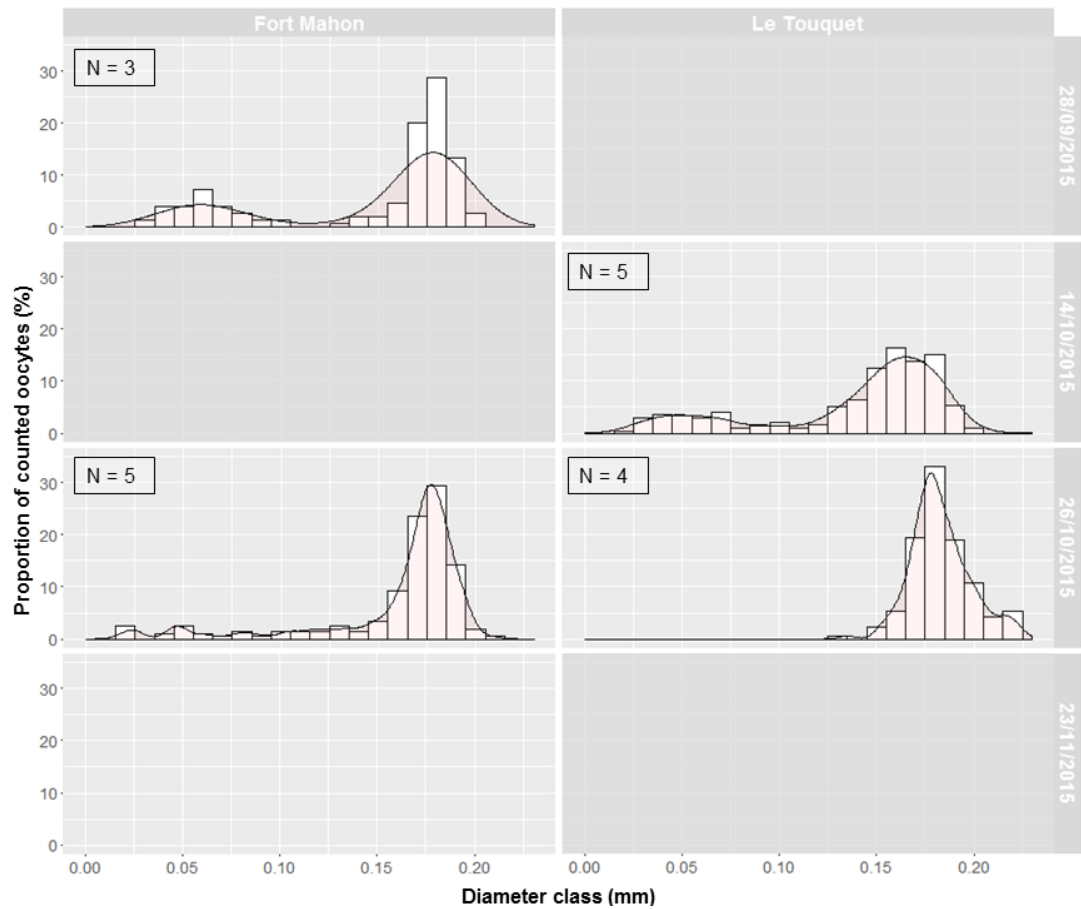 Fort Mahon
Le Touquet
Proportion of counted oocytes (%)
N = 3
30
20
10
0
28/09/2015
30
20
10
0
N = 5
14/10/2015
N = 5
30
20
10
0
N = 4
26/10/2015
30
20
10
0
23/11/2015
0.00 0.05 0.10 0.15 0.20
0.00 0.05 0.10 0.15 0.20
Diameter class (mm)